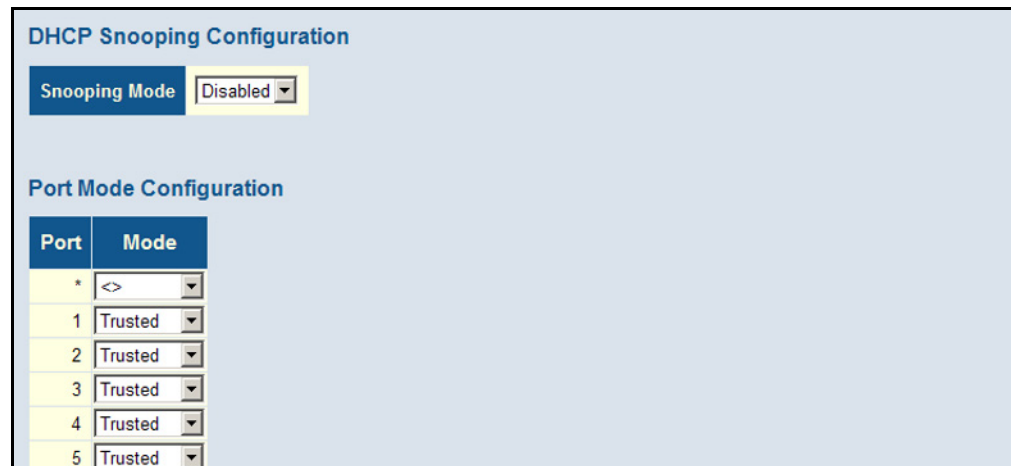 DHCP Snooping Configuration
Snooping Mode Disabled
Port Mode Configuration
Port Mode
* <>
1 Trusted
2 Trusted
3 Trusted
4 Trusted
5 Trusted